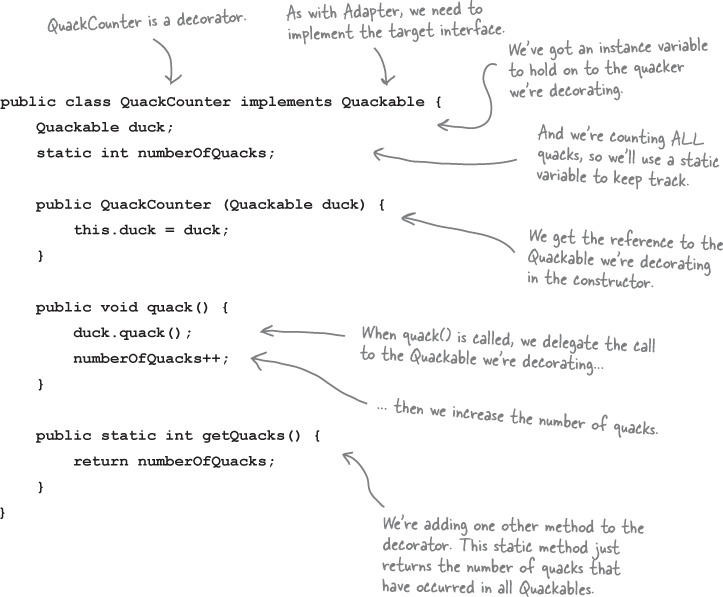 QuackCounter is a decorator.
As with Adapter, we need to
implement the target interface.
We've got an instance variable
to hold on to the quacker
we're decorating.
public class QuackCounter implements Quackable {
Quackable duck;
static int numberOfQuacks;
And we're counting ALL
quacks, so we'll use a static
variable to keep track.
public QuackCounter (Quackable duck) {
this.duck = duck;
}
We get the reference to the
Quackable we're decorating
in the constructor.
public void quack() {
duck.quack();
numberOfQuacks++;
}
When quack() is called, we delegate the call
to the Quackable we're decorating...
... then we increase the number of quacks.
public static int getQuacks() {
return numberOfQuacks;
}
}
We're adding one other method to the
decorator. This static method just
returns the number of quacks that
have occurred in all Quackables.